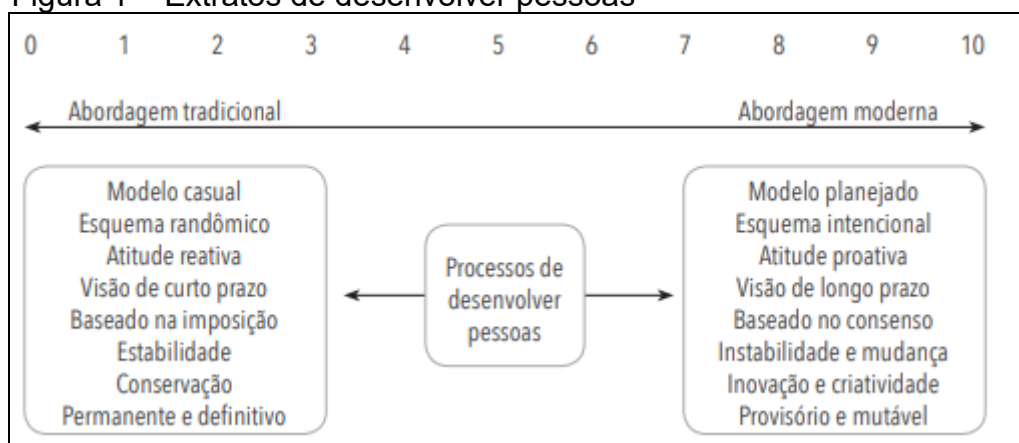 Figura 1 – Extratos de desenvolver pessoas
0 1 2 3 4 5 6 7 8 9 10
Abordagem tradicional
Abordagem moderna
Modelo casual
Esquema randômico
Atitude reativa
Visão de curto prazo
Baseado na imposição
Estabilidade
Conservação
Permanente e definitivo
Processos de
desenvolver
pessoas
Modelo planejado
Esquema intencional
Atitude proativa
Visão de longo prazo
Baseado no consenso
Instabilidade e mudança
Inovação e criatividade
Provisório e mutável